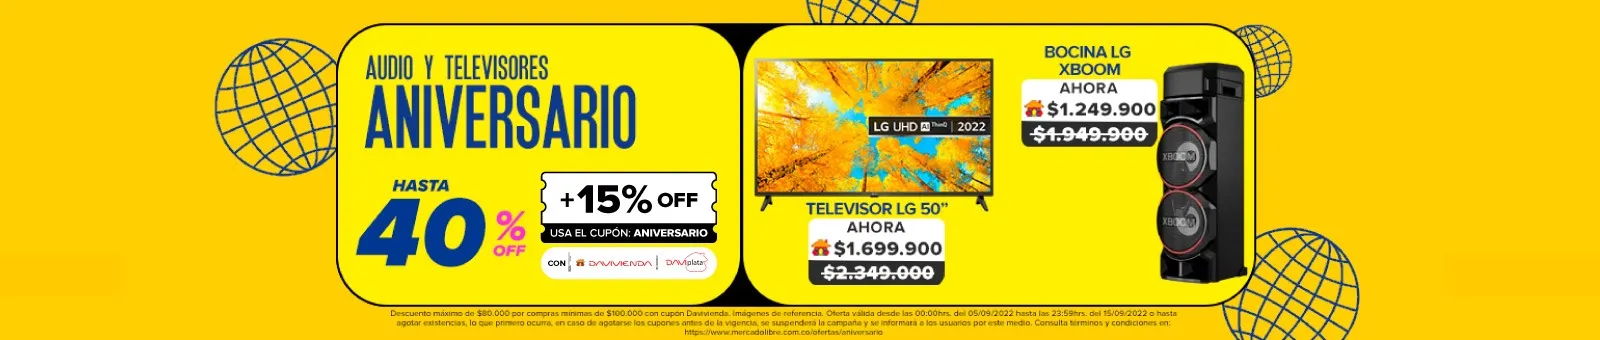 AUDIO Y TELEVISORES
ANIVERSARIO
HASTA
40%
OFF
+15% OFF
USA EL CUPÓN: ANIVERSARIO
CON DAVIVIENDA DAVIplata
LG UHD AI ThinQ 2022
TELEVISOR LG 50”
AHORA
$1.699.900
$2.349.000
BOCINA LG
XBOOM
AHORA
$1.249.900
$1.949.900
XBOOM
XBOOM
Descuento máximo de $80.000 por compras mínimas de $100.000 con cupón Davivienda. Imágenes de referencia. Oferta válida desde las 00:00hrs. del 05/09/2022 hasta las 23:59hrs. del 15/09/2022 o hasta
agotar existencias, lo que primero ocurra, en caso de agotarse los cupones antes de la vigencia, se suspenderá la campaña y se informará a los usuarios por este medio. Consulta términos y condiciones en:
https://www.mercadolibre.com.co/ofertas/aniversario